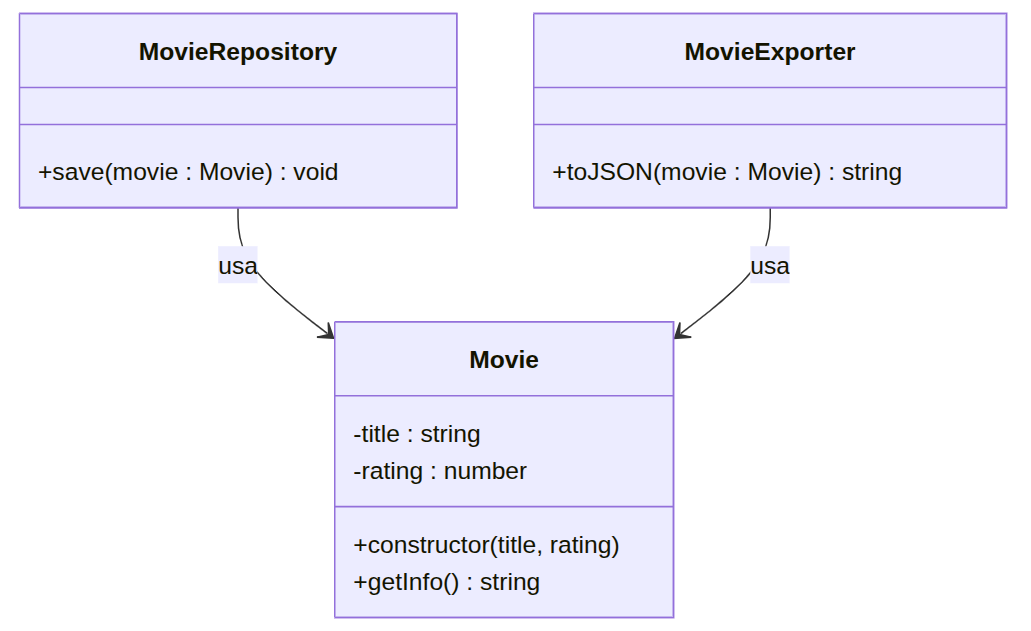 MovieRepository
+save(movie : Movie) : void
MovieExporter
+toJSON(movie : Movie) : string
usa
usa
Movie
-title : string
-rating : number
+constructor(title, rating)
+getInfo() : string